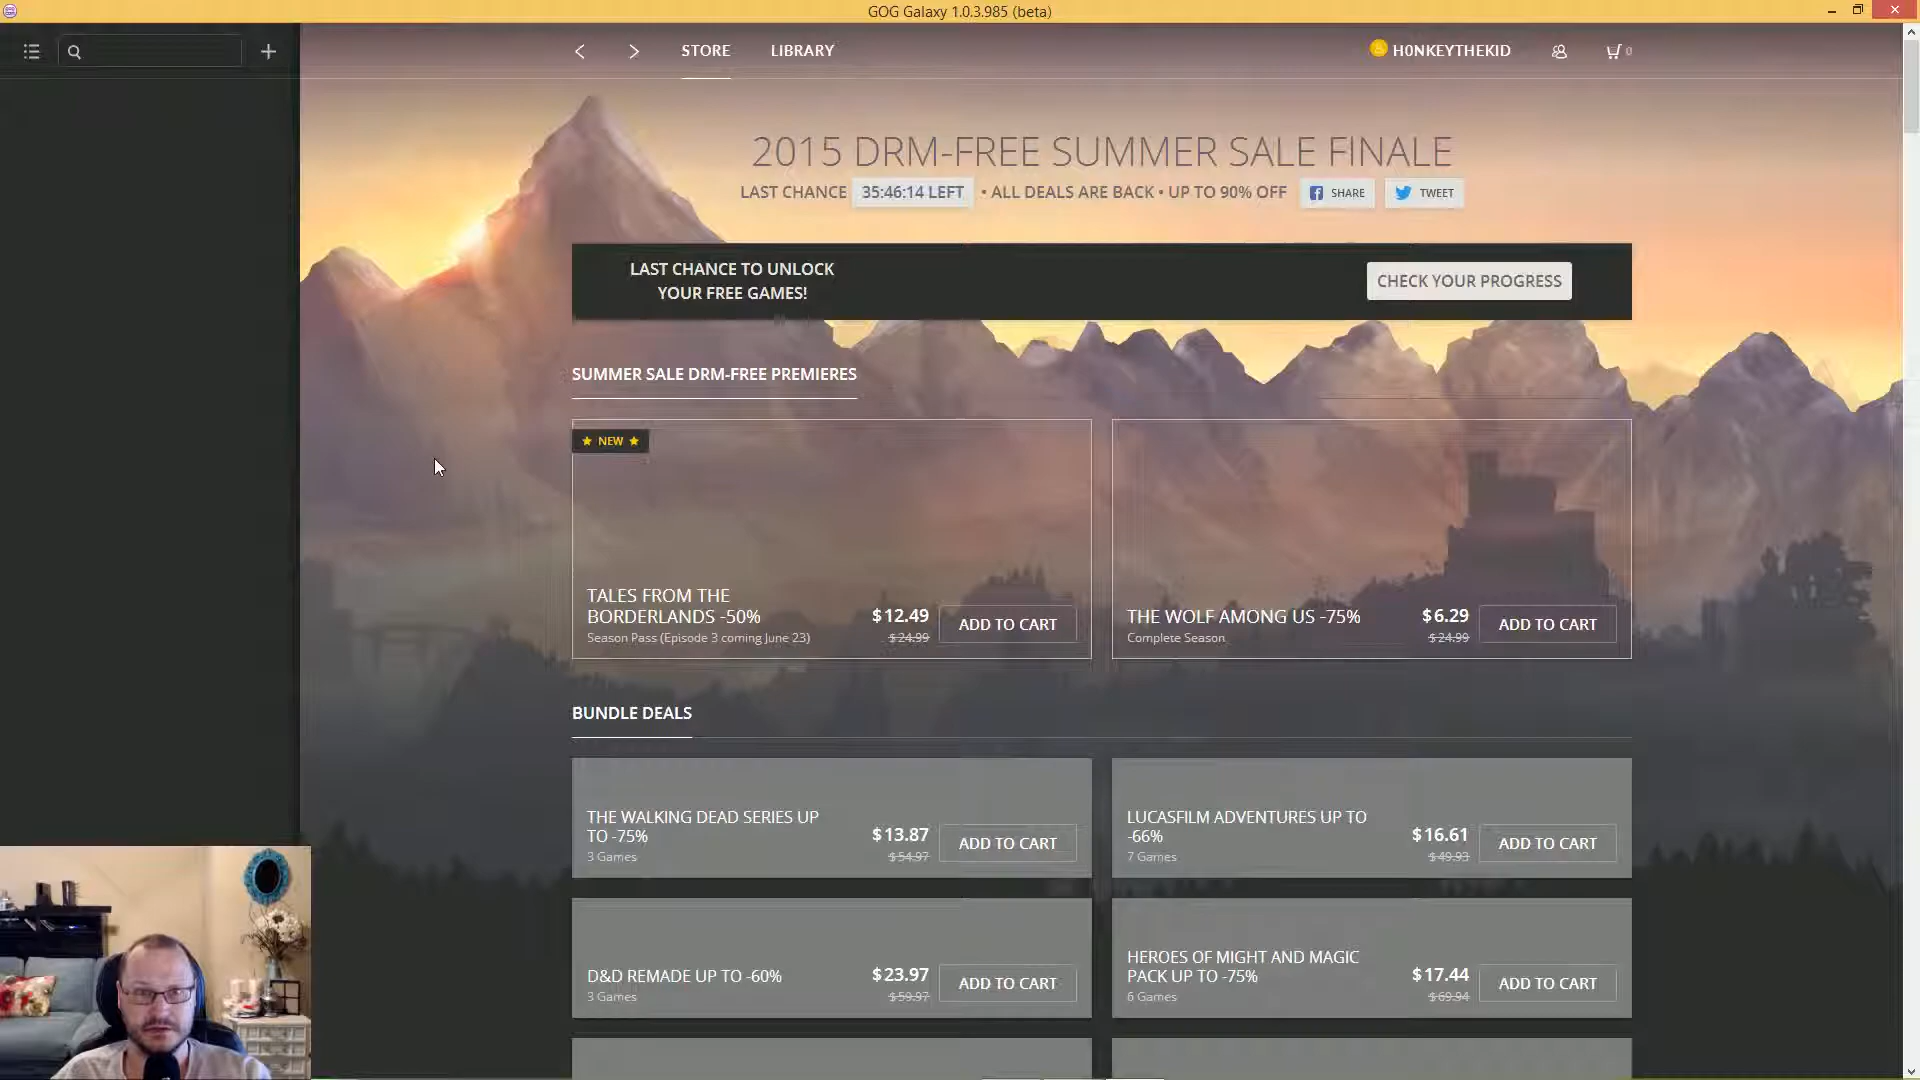 GOG Galaxy 1.0.3.985 (beta)
STORE
LIBRARY
H0NKEYTHEKID
0
2015 DRM-FREE SUMMER SALE FINALE
LAST CHANCE 35:46:14 LEFT • ALL DEALS ARE BACK • UP TO 90% OFF
SHARE
TWEET
LAST CHANCE TO UNLOCK
YOUR FREE GAMES!
CHECK YOUR PROGRESS
SUMMER SALE DRM-FREE PREMIERES
NEW
TALES FROM THE
BORDERLANDS -50%
Season Pass (Episode 3 coming June 23)
$12.49
$24.99
ADD TO CART
THE WOLF AMONG US -75%
Complete Season
$6.29
$24.99
ADD TO CART
BUNDLE DEALS
THE WALKING DEAD SERIES UP
TO -75%
3 Games
$13.87
$54.97
ADD TO CART
LUCASFILM ADVENTURES UP TO
-66%
7 Games
$16.61
$49.93
ADD TO CART
D&D REMADE UP TO -60%
3 Games
$23.97
$59.97
ADD TO CART
HEROES OF MIGHT AND MAGIC
PACK UP TO -75%
6 Games
$17.44
$69.94
ADD TO CART